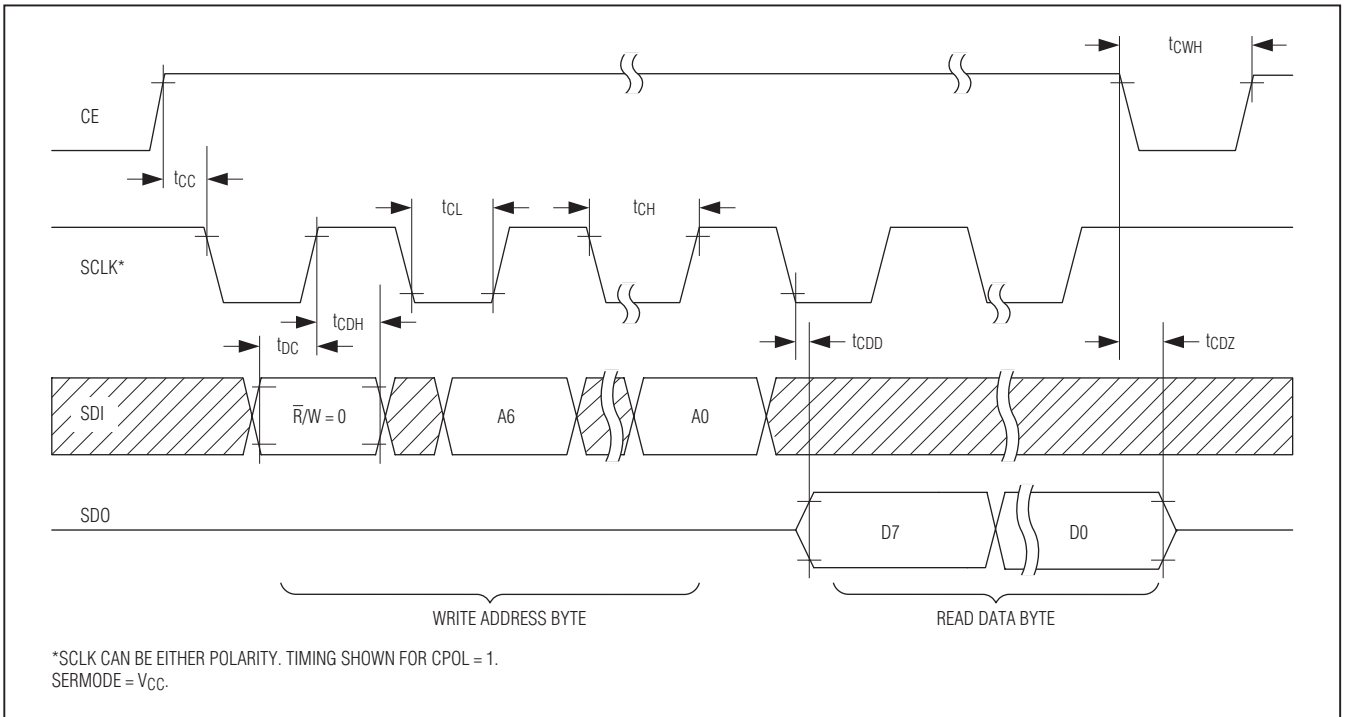 tCWH
CE
tCC
tCL
tCH
SCLK*
tCDH
tDC
tCDD
tCDZ
SDI
R̅/W = 0
A6
A0
SDO
D7
D0
WRITE ADDRESS BYTE
READ DATA BYTE
*SCLK CAN BE EITHER POLARITY. TIMING SHOWN FOR CPOL = 1.
SERMODE = VCC.